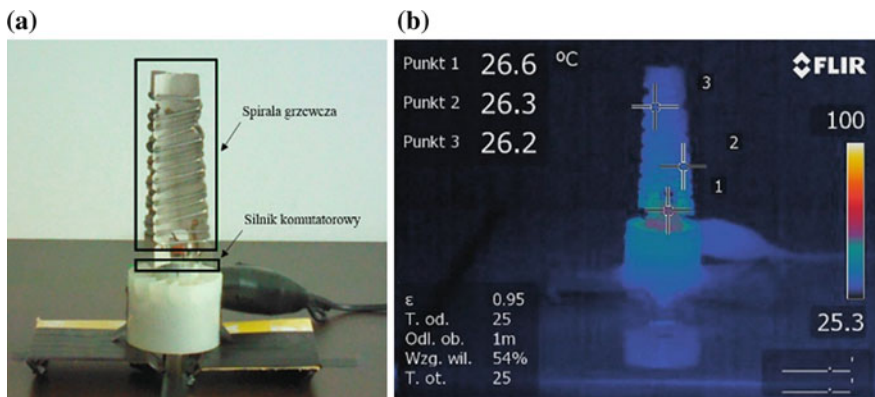 (a)
Spirala grzewcza
Silnik komutatorowy
(b)
Punkt 1 26.6 °C
Punkt 2 26.3
Punkt 3 26.2
FLIR
3
2
1
100
25.3
ε 0.95
T. od. 25
Odl. ob. 1m
Wzg. wil. 54%
T. ot. 25